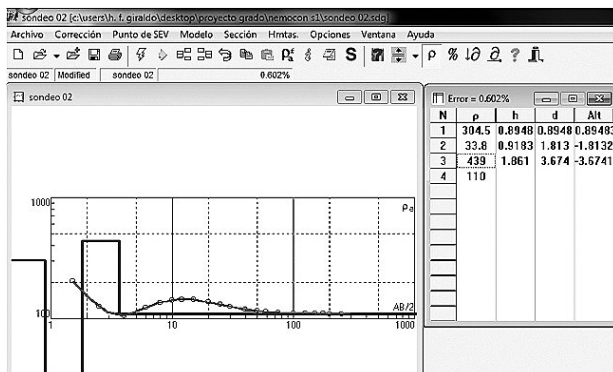 sondeo 02 [c:\users\h. f. giraldo\desktop\proyecto grado\nemocon s1\sondeo 02.sdg]
Archivo Corrección Punto de SEV Modelo Sección Hmtas. Opciones Ventana Ayuda
S ρ % ?
sondeo 02 Modified sondeo 02 0.602%
sondeo 02
Error = 0.602%
N ρ h d Alt
1 304.5 0.8948 0.8948 0.89483
2 33.8 0.9183 1.813 -1.8132
3 439 1.861 3.674 -3.6741
4 110
1000
ρa
100
AB/2
1 10 100 1000